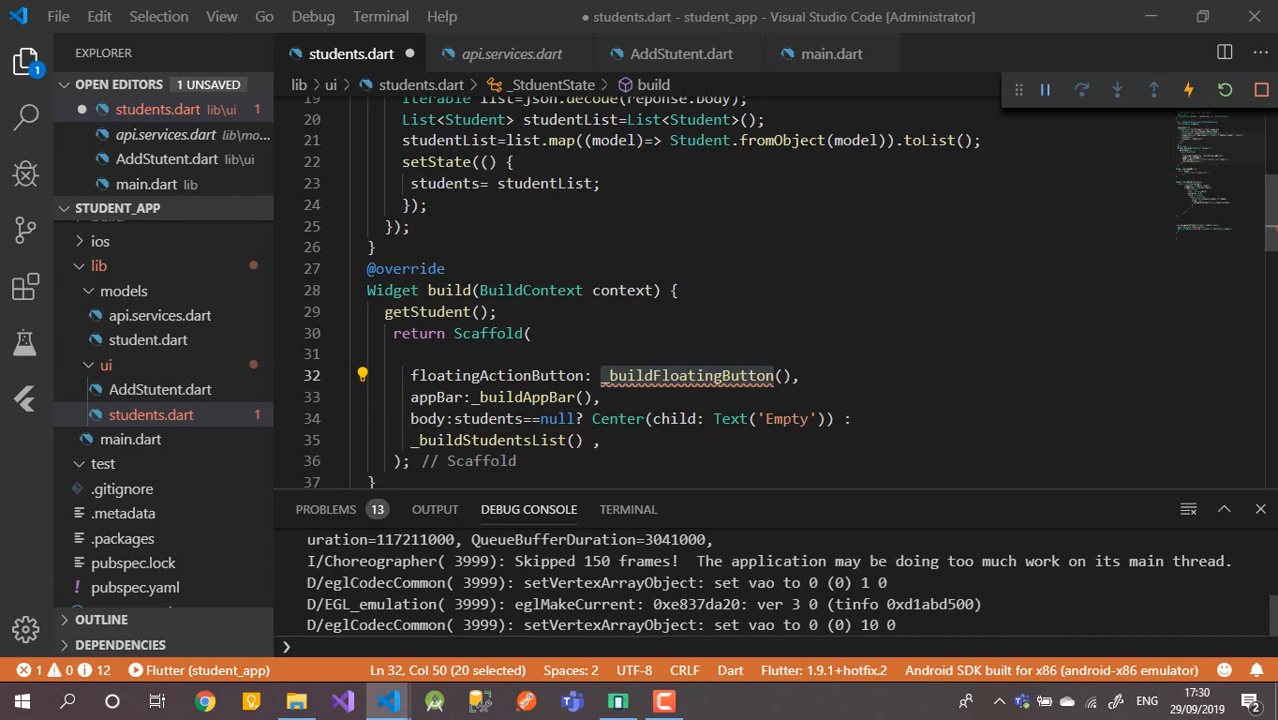 File Edit Selection View Go Debug Terminal Help
● students.dart - student_app - Visual Studio Code [Administrator]
EXPLORER
students.dart
api.services.dart
AddStutent.dart
main.dart
OPEN EDITORS 1 UNSAVED
students.dart lib\ui 1
api.services.dart lib\mo...
AddStutent.dart lib\ui
main.dart lib
STUDENT_APP
ios
lib
models
api.services.dart
student.dart
ui
AddStutent.dart
students.dart 1
main.dart
test
.gitignore
.metadata
.packages
pubspec.lock
pubspec.yaml
OUTLINE
DEPENDENCIES
1
lib > ui > students.dart > _StduentState > build
19 Iterable list=json.decode(reponse.body);
20 List<Student> studentList=List<Student>();
21 studentList=list.map((model)=> Student.fromObject(model)).toList();
22 setState(() {
23 students= studentList;
24 });
25 });
26 }
27 @override
28 Widget build(BuildContext context) {
29 getStudent();
30 return Scaffold(
31
32 floatingActionButton: _buildFloatingButton(),
33 appBar:_buildAppBar(),
34 body:students==null? Center(child: Text('Empty')) :
35 _buildStudentsList() ,
36 ); // Scaffold
37 }
PROBLEMS 13 OUTPUT DEBUG CONSOLE TERMINAL
uration=117211000, QueueBufferDuration=3041000,
I/Choreographer( 3999): Skipped 150 frames! The application may be doing too much work on its main thread.
D/eglCodecCommon( 3999): setVertexArrayObject: set vao to 0 (0) 1 0
D/EGL_emulation( 3999): eglMakeCurrent: 0xe837da20: ver 3 0 (tinfo 0xd1abd500)
D/eglCodecCommon( 3999): setVertexArrayObject: set vao to 0 (0) 10 0
1 0 12 Flutter (student_app) Ln 32, Col 50 (20 selected) Spaces: 2 UTF-8 CRLF Dart Flutter: 1.9.1+hotfix.2 Android SDK built for x86 (android-x86 emulator)
ENG
17:30
29/09/2019
2